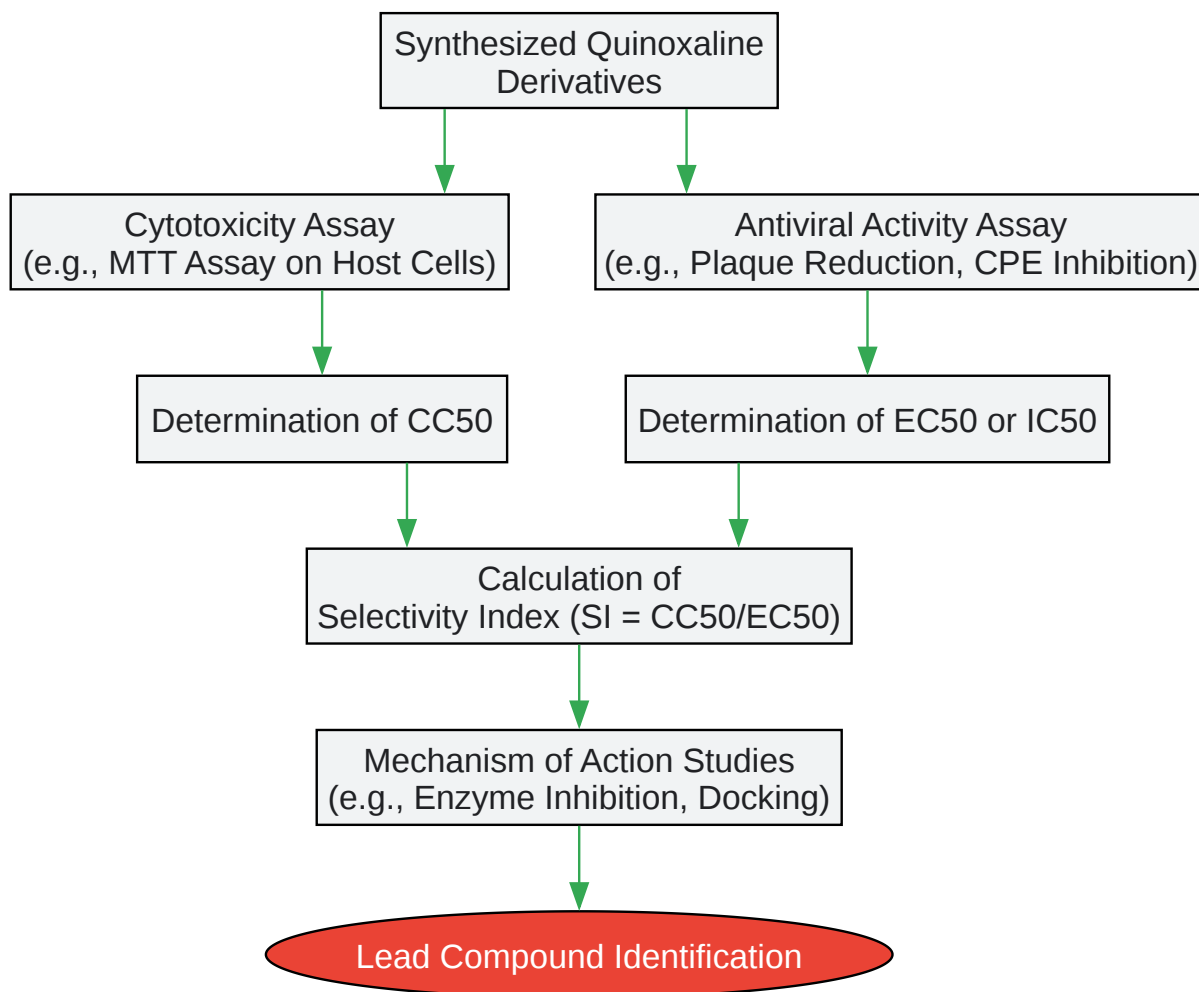 Synthesized Quinoxaline
Derivatives
Cytotoxicity Assay
(e.g., MTT Assay on Host Cells)
Antiviral Activity Assay
(e.g., Plaque Reduction, CPE Inhibition)
Determination of CC50
Determination of EC50 or IC50
Calculation of
Selectivity Index (SI = CC50/EC50)
Mechanism of Action Studies
(e.g., Enzyme Inhibition, Docking)
Lead Compound Identification